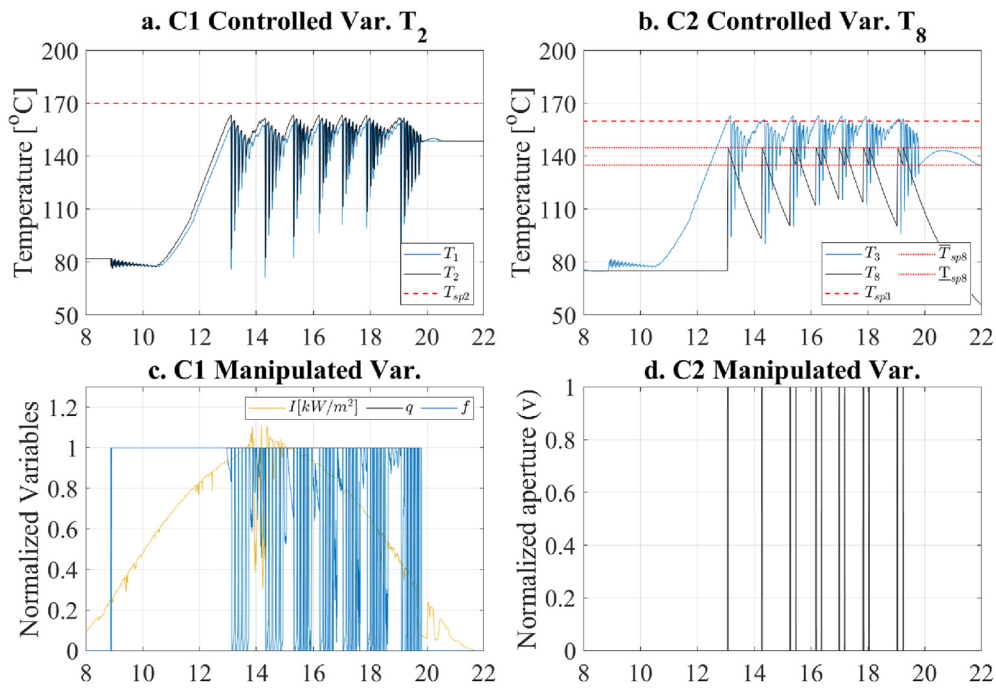 a. C1 Controlled Var. T2
Temperature [°C]
200
170
140
110
80
50
8 10 12 14 16 18 20 22
T1
T2
Tsp2
b. C2 Controlled Var. T8
Temperature [°C]
200
170
140
110
80
50
8 10 12 14 16 18 20 22
T3 T̅sp8
T8 T̲sp8
Tsp3
c. C1 Manipulated Var.
Normalized Variables
I[kW/m²] q f
1.2
1
0.8
0.6
0.4
0.2
0
8 10 12 14 16 18 20 22
d. C2 Manipulated Var.
Normalized aperture (v)
1
0.8
0.6
0.4
0.2
0
8 10 12 14 16 18 20 22